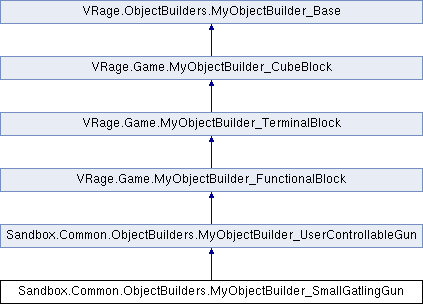 VRage.ObjectBuilders.MyObjectBuilder_Base
VRage.Game.MyObjectBuilder_CubeBlock
VRage.Game.MyObjectBuilder_TerminalBlock
VRage.Game.MyObjectBuilder_FunctionalBlock
Sandbox.Common.ObjectBuilders.MyObjectBuilder_UserControllableGun
Sandbox.Common.ObjectBuilders.MyObjectBuilder_SmallGatlingGun